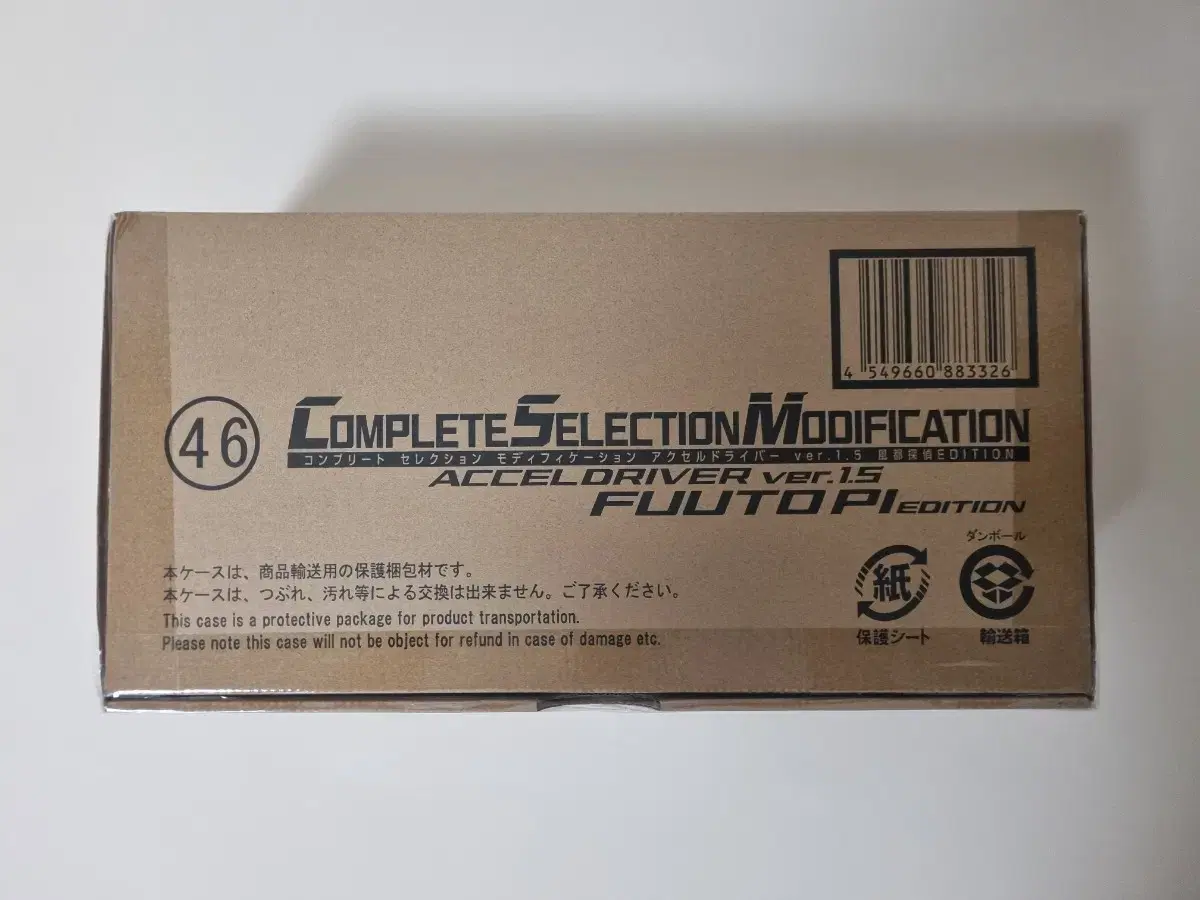 4 549660 883326
46
COMPLETE SELECTION MODIFICATION
コンプリート セレクション モディフィケーション アクセルドライバー ver.1.5 風都探偵EDITION
ACCELDRIVER ver.1.5
FUUTO PI EDITION
本ケースは、商品輸送用の保護梱包材です。
本ケースは、つぶれ、汚れ等による交換は出来ません。ご了承ください。
This case is a protective package for product transportation.
Please note this case will not be object for refund in case of damage etc.
紙
保護シート
ダンボール
輸送箱